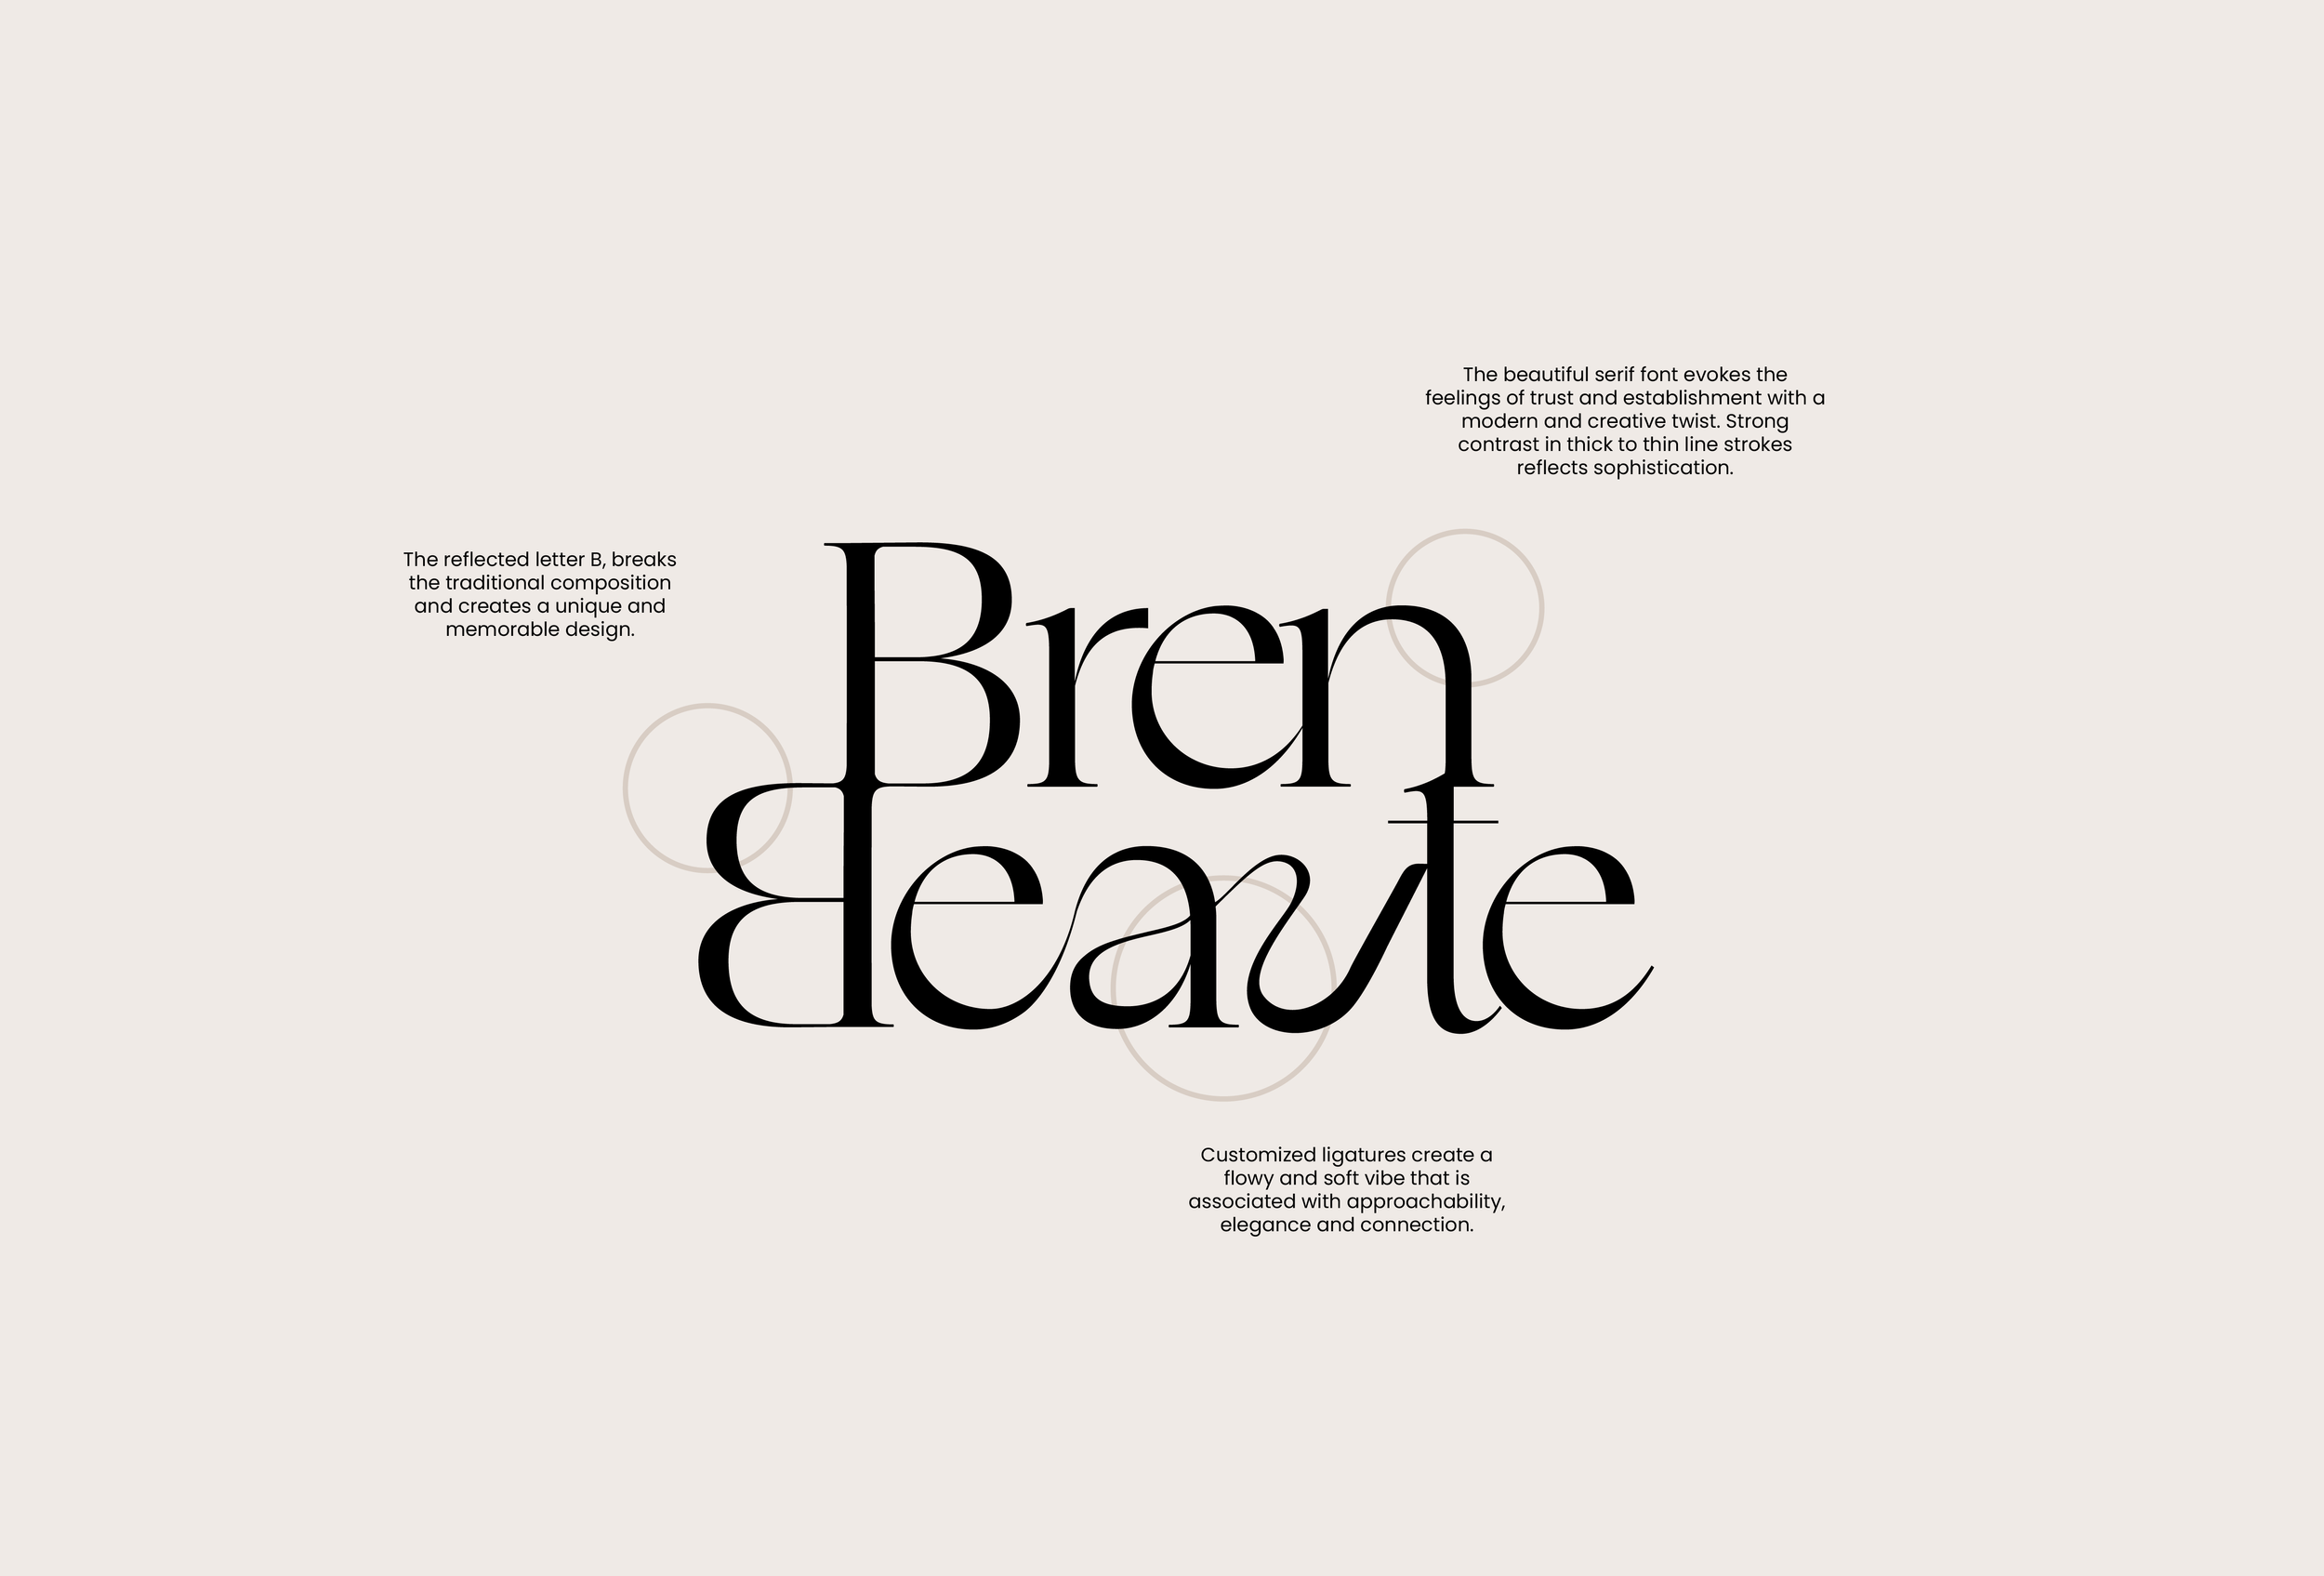 The beautiful serif font evokes the
feelings of trust and establishment with a
modern and creative twist. Strong
contrast in thick to thin line strokes
reflects sophistication.
The reflected letter B, breaks
the traditional composition
and creates a unique and
memorable design.
Bren
Beaute
Customized ligatures create a
flowy and soft vibe that is
associated with approachability,
elegance and connection.